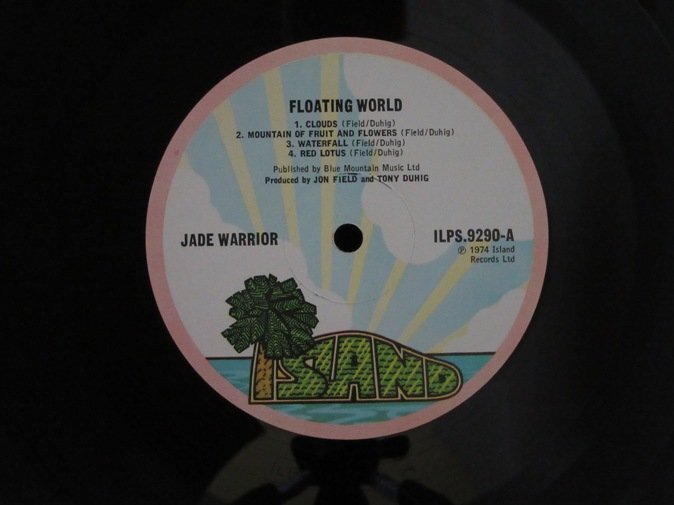 FLOATING WORLD
1. CLOUDS (Field/Duhig)
2. MOUNTAIN OF FRUIT AND FLOWERS (Field/Duhig)
3. WATERFALL (Field/Duhig)
4. RED LOTUS (Field/Duhig)
Published by Blue Mountain Music Ltd
Produced by JON FIELD and TONY DUHIG
JADE WARRIOR
ILPS.9290-A
℗ 1974 Island
Records Ltd
ISLAND